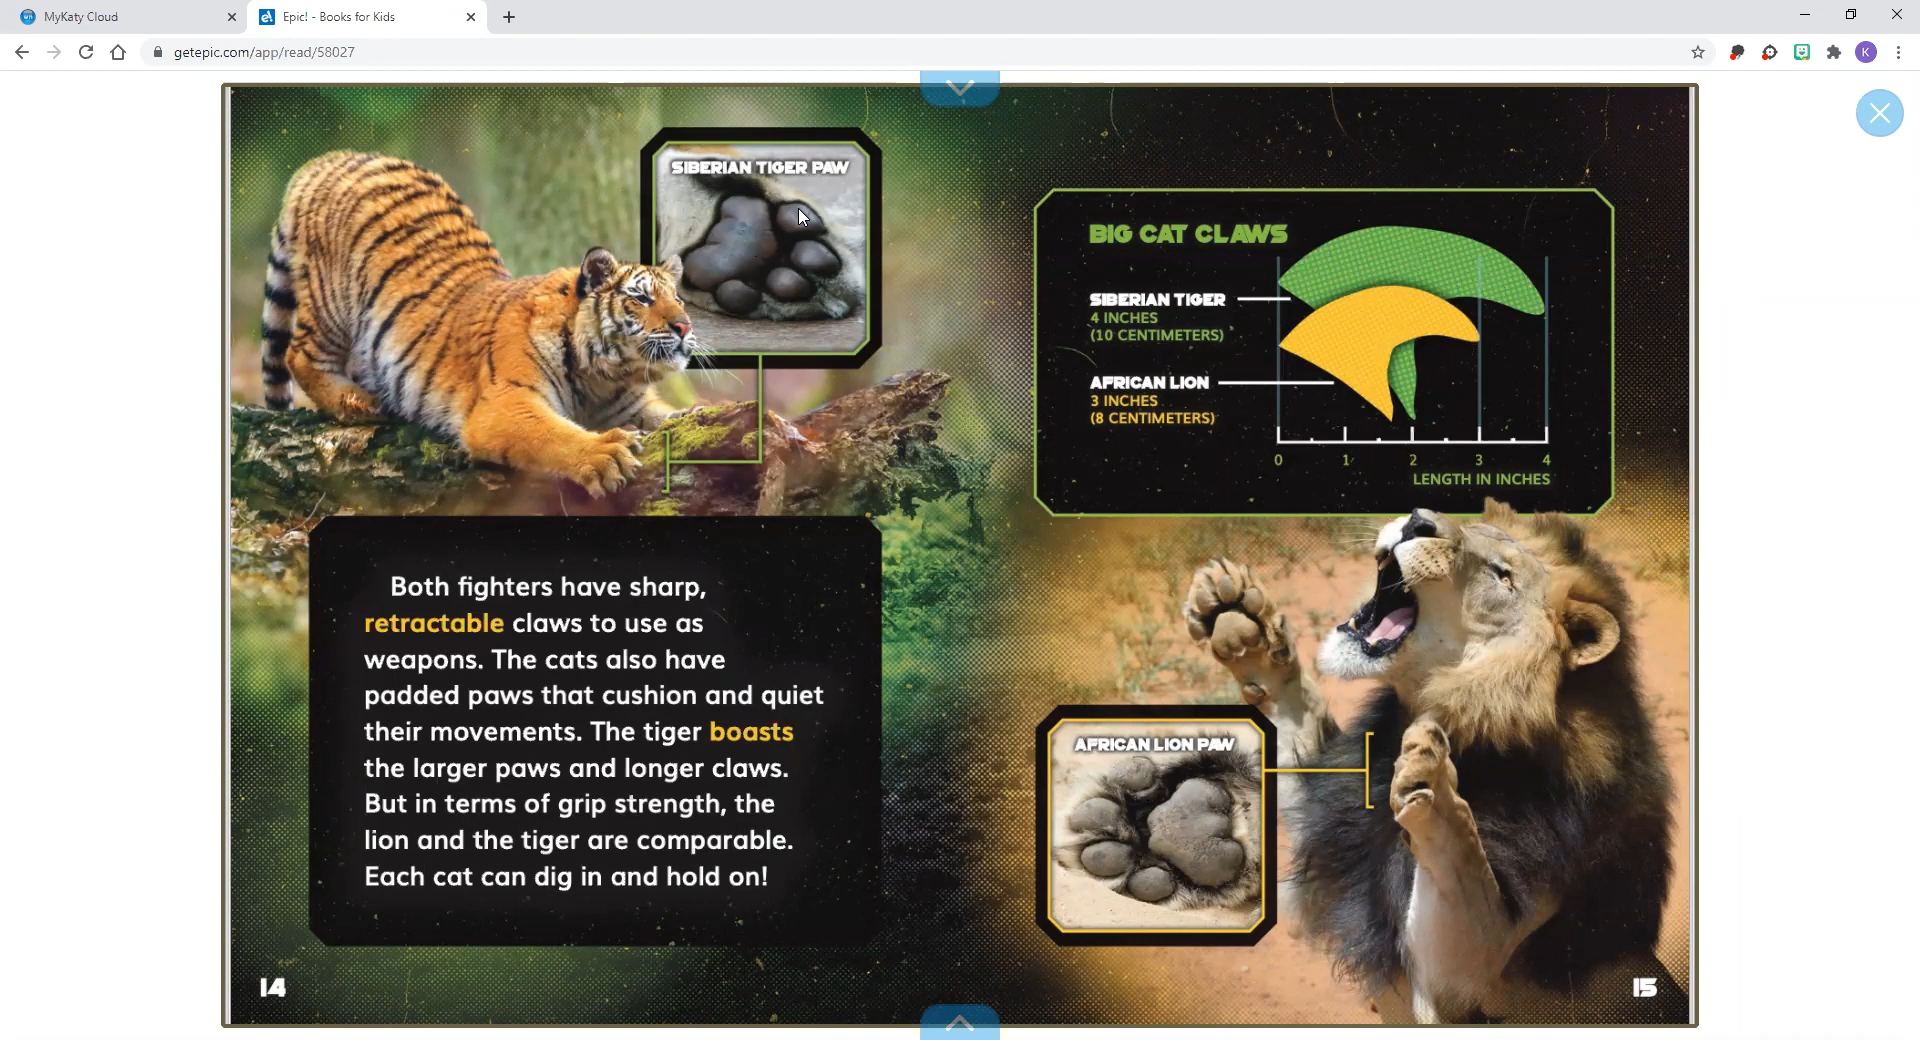 MyKaty Cloud
Epic! - Books for Kids
getepic.com/app/read/58027
K
SIBERIAN TIGER PAW
Both fighters have sharp,
retractable claws to use as
weapons. The cats also have
padded paws that cushion and quiet
their movements. The tiger boasts
the larger paws and longer claws.
But in terms of grip strength, the
lion and the tiger are comparable.
Each cat can dig in and hold on!
14
BIG CAT CLAWS
SIBERIAN TIGER
4 INCHES
(10 CENTIMETERS)
AFRICAN LION
3 INCHES
(8 CENTIMETERS)
0 1 2 3 4
LENGTH IN INCHES
AFRICAN LION PAW
15